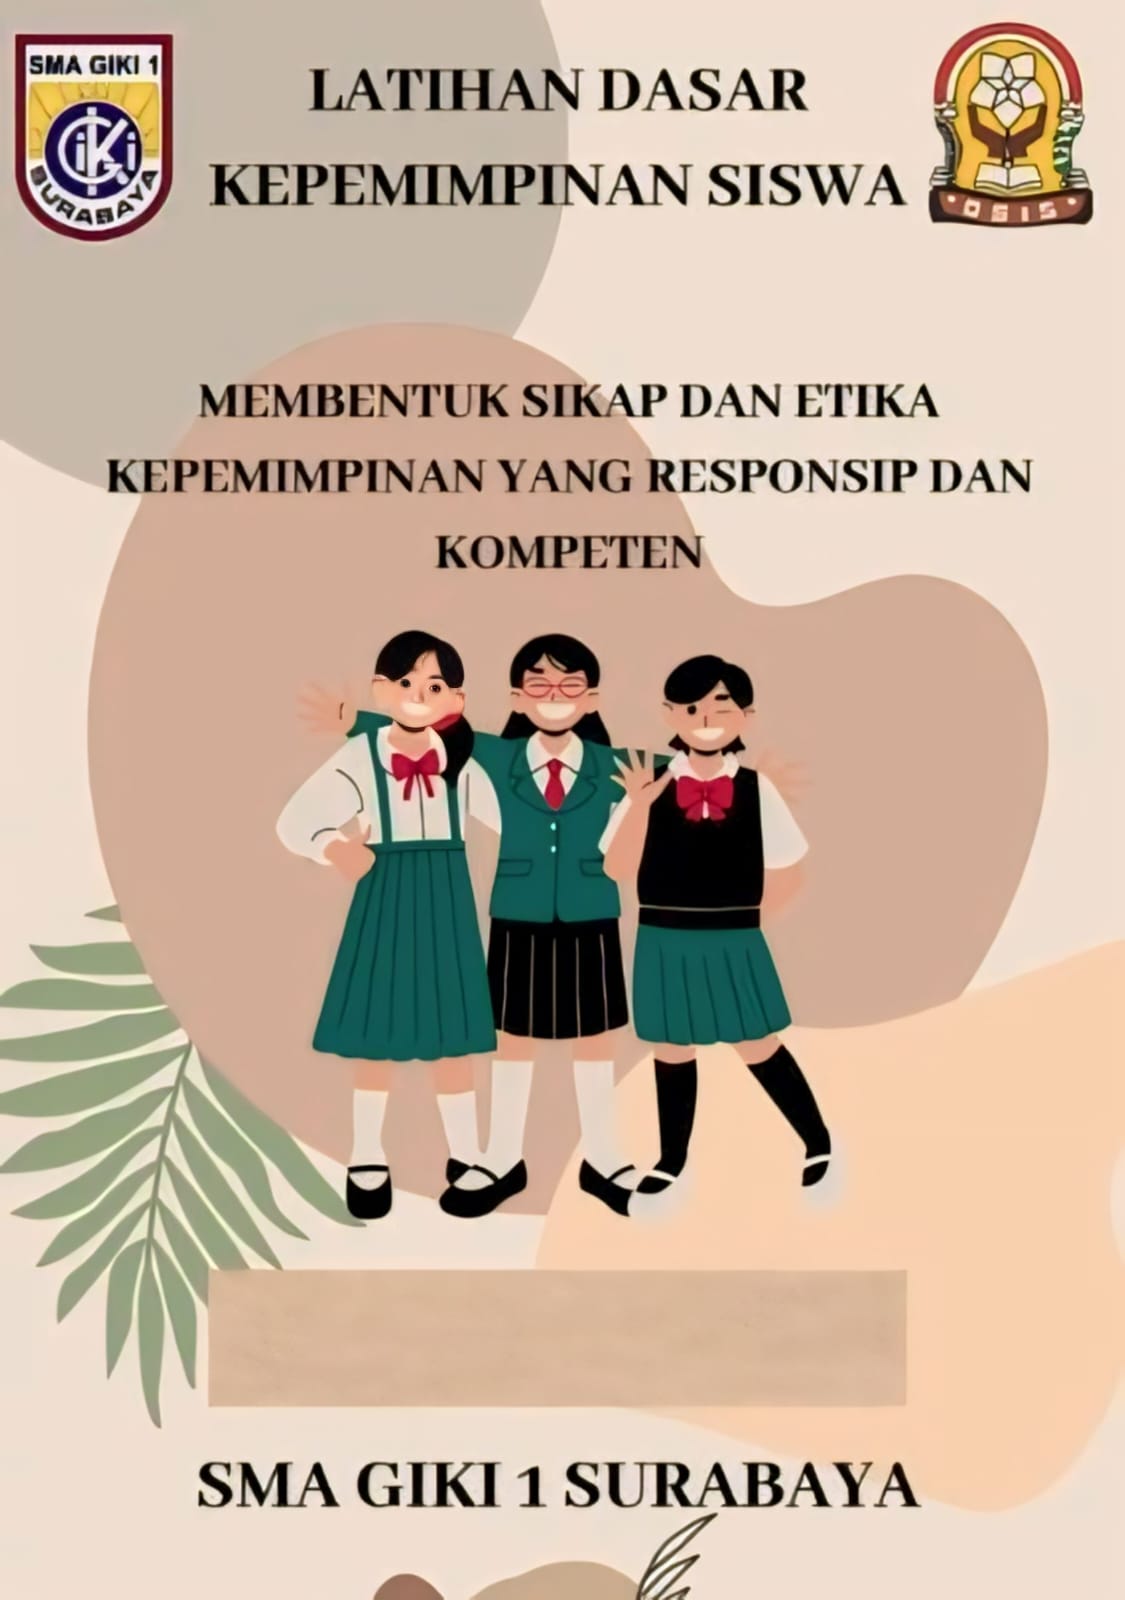 SMA GIKI 1
GIKI
SURABAYA
LATIHAN DASAR
KEPEMIMPINAN SISWA
OSIS
MEMBENTUK SIKAP DAN ETIKA
KEPEMIMPINAN YANG RESPONSIP DAN
KOMPETEN
SMA GIKI 1 SURABAYA